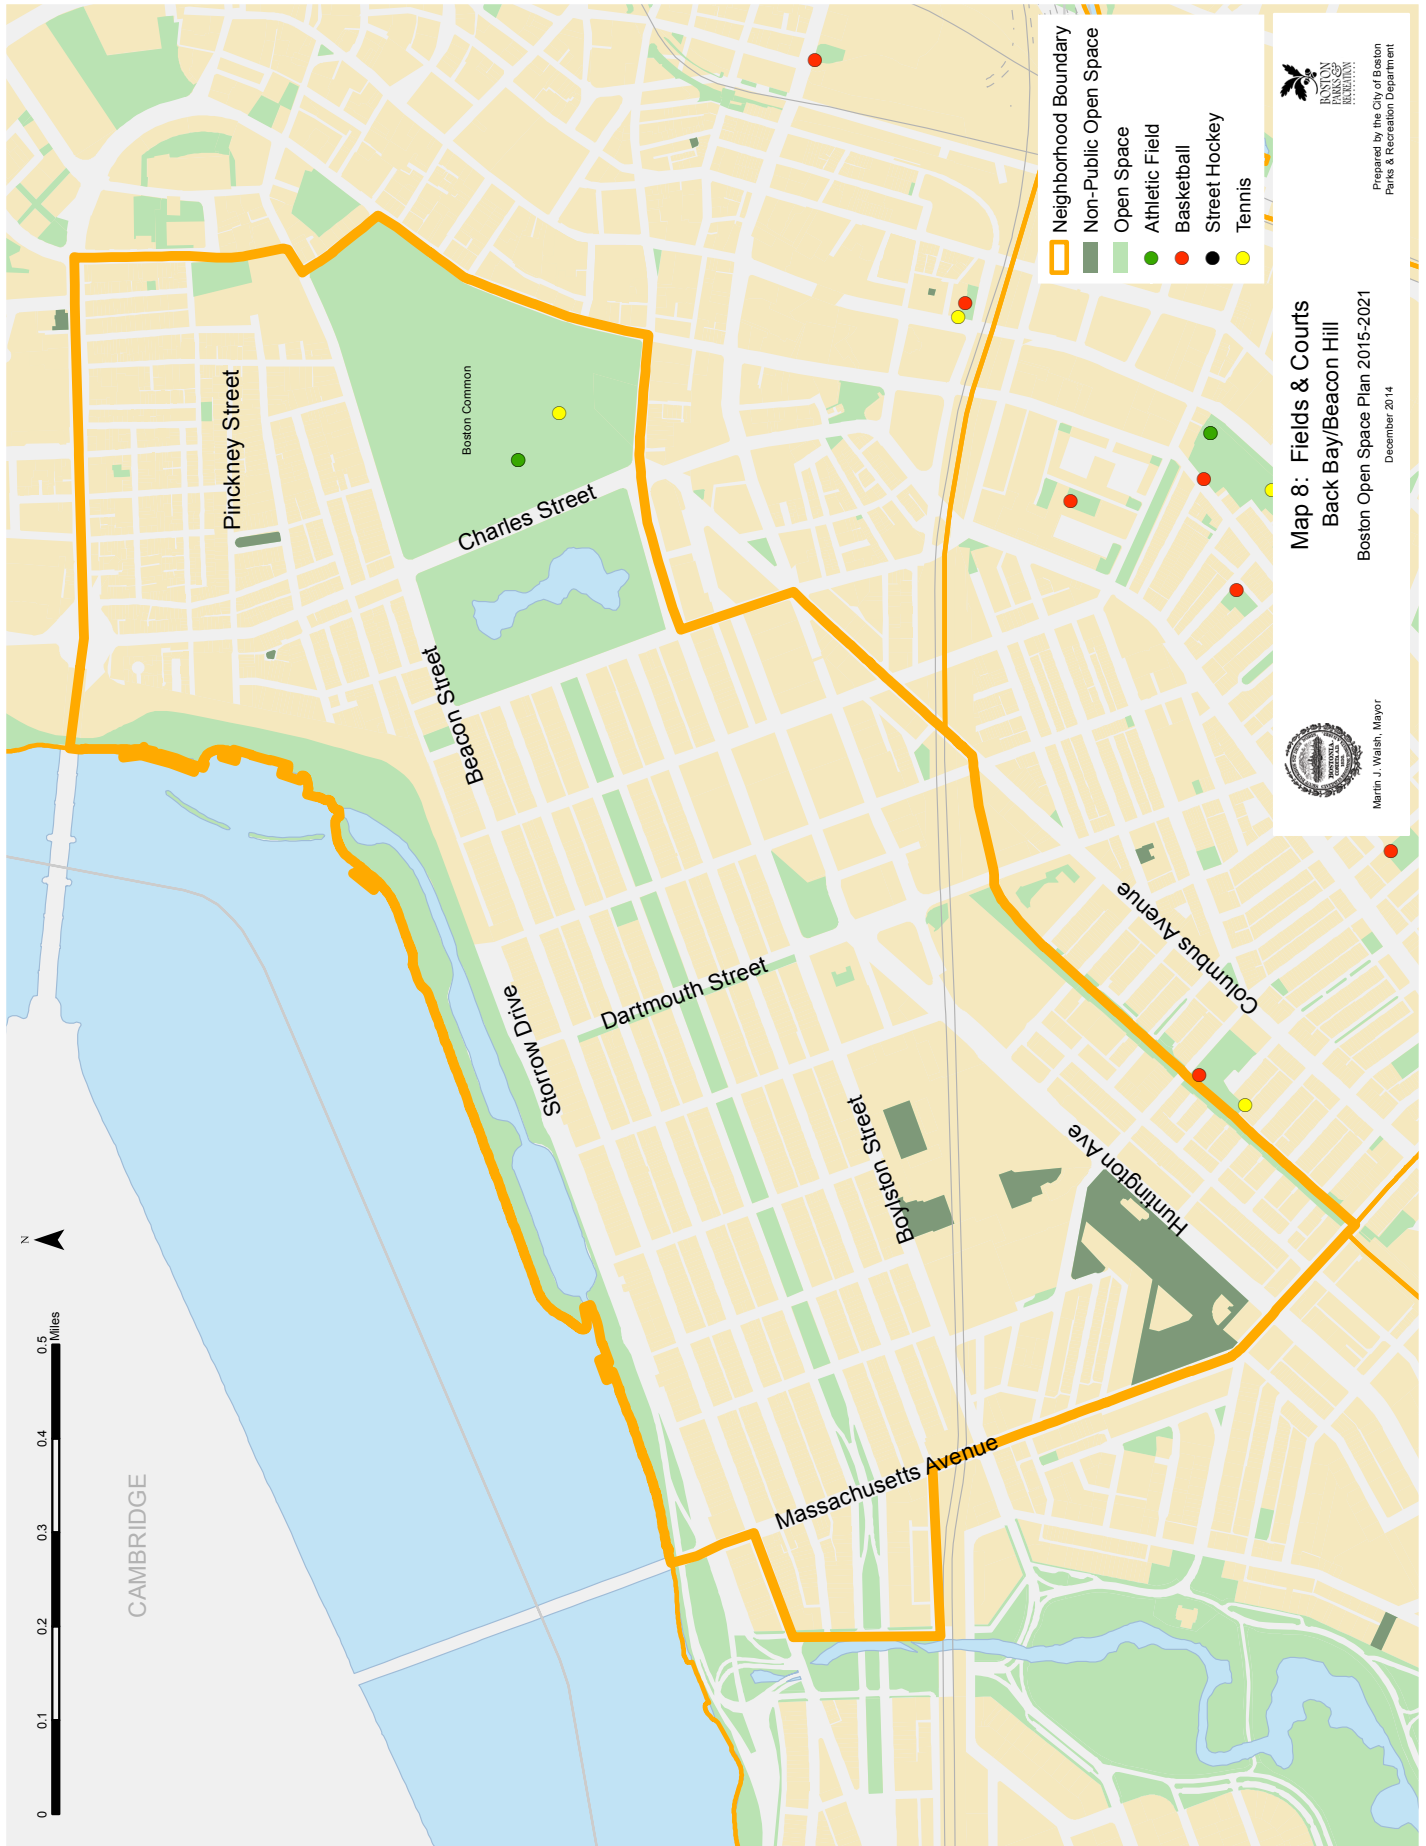 Neighborhood Boundary
Non-Public Open Space
Open Space
Athletic Field
Basketball
Street Hockey
Tennis
Pinckney Street
Boston Common
Charles Street
Beacon Street
Storrow Drive
Dartmouth Street
Boylston Street
Huntington Ave
Columbus Avenue
Massachusetts Avenue
CAMBRIDGE
N
0 0.1 0.2 0.3 0.4 0.5
Miles
Map 8: Fields & Courts
Back Bay/Beacon Hill
Boston Open Space Plan 2015-2021
December 2014
Martin J. Walsh, Mayor
BOSTON
PARKS &
RECREATION
Prepared by the City of Boston
Parks & Recreation Department